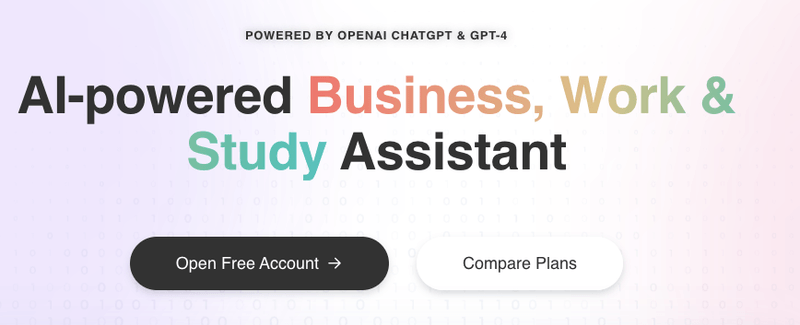 POWERED BY OPENAI CHATGPT & GPT-4
AI-powered Business, Work &
Study Assistant
Open Free Account →
Compare Plans